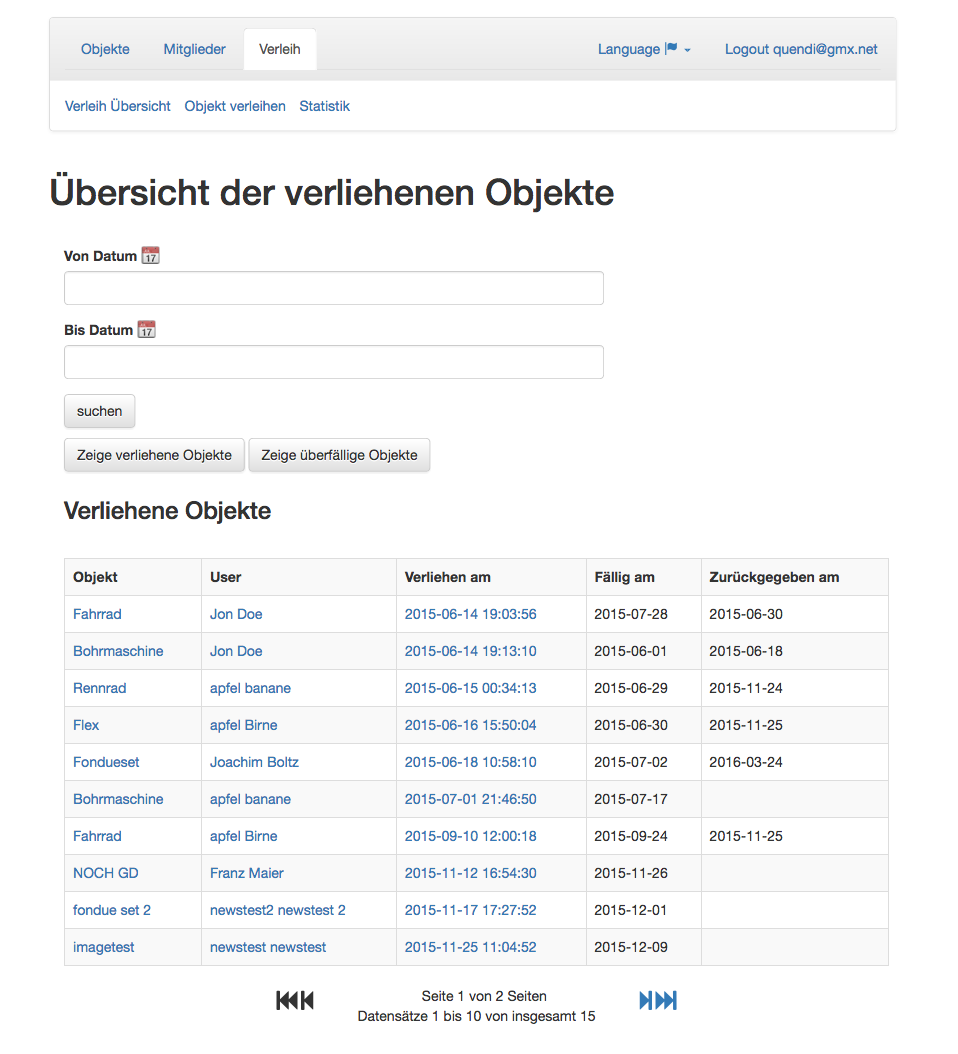 Objekte Mitglieder Verleih Language Logout quendi@gmx.net
Verleih Übersicht Objekt verleihen Statistik
Übersicht der verliehenen Objekte
Von Datum 17
Bis Datum 17
suchen
Zeige verliehene Objekte Zeige überfällige Objekte
Verliehene Objekte
Objekt User Verliehen am Fällig am Zurückgegeben am
Fahrrad Jon Doe 2015-06-14 19:03:56 2015-07-28 2015-06-30
Bohrmaschine Jon Doe 2015-06-14 19:13:10 2015-06-01 2015-06-18
Rennrad apfel banane 2015-06-15 00:34:13 2015-06-29 2015-11-24
Flex apfel Birne 2015-06-16 15:50:04 2015-06-30 2015-11-25
Fondueset Joachim Boltz 2015-06-18 10:58:10 2015-07-02 2016-03-24
Bohrmaschine apfel banane 2015-07-01 21:46:50 2015-07-17
Fahrrad apfel Birne 2015-09-10 12:00:18 2015-09-24 2015-11-25
NOCH GD Franz Maier 2015-11-12 16:54:30 2015-11-26
fondue set 2 newstest2 newstest 2 2015-11-17 17:27:52 2015-12-01
imagetest newstest newstest 2015-11-25 11:04:52 2015-12-09
Seite 1 von 2 Seiten
Datensätze 1 bis 10 von insgesamt 15